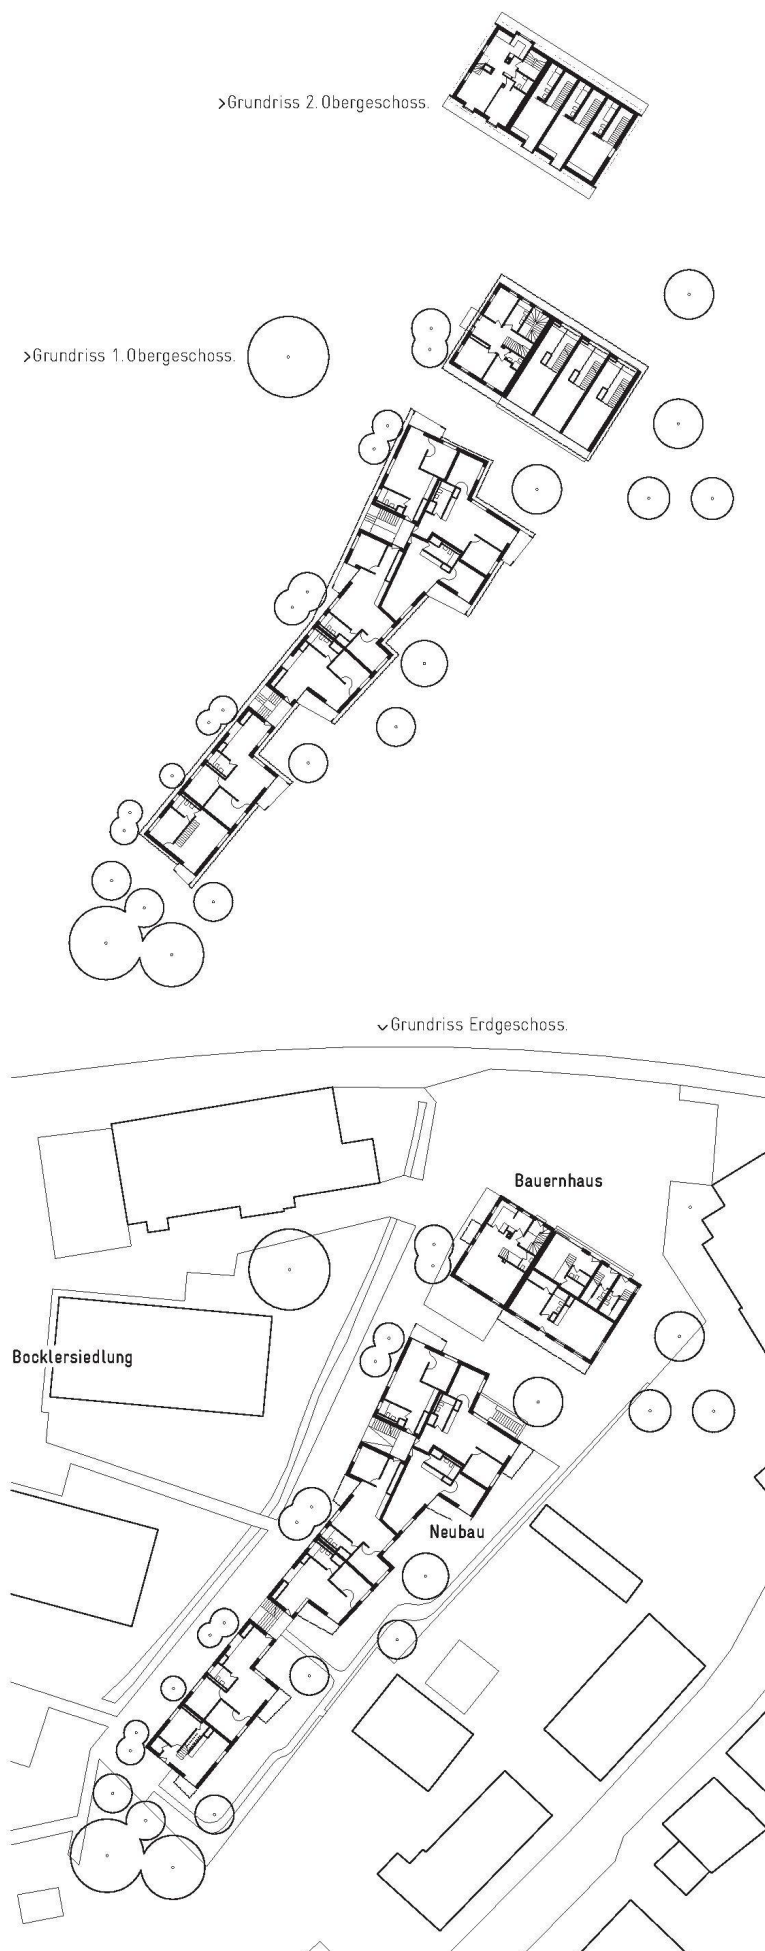 >Grundriss 2. Obergeschoss.
>Grundriss 1. Obergeschoss.
Grundriss Erdgeschoss.
Bauernhaus
Bocklersiedlung
Neubau